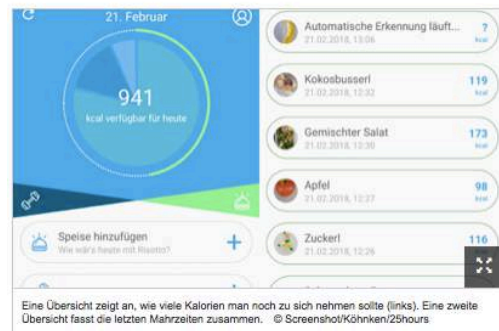 21. Februar
941
kcal verfügbar für heute
Speise hinzufügen
Wie wär's heute mit Risotto?
Automatische Erkennung läuft... ?
21.02.2018, 13:06 kcal
Kokosbusserl 119
21.02.2018, 12:32 kcal
Gemischter Salat 173
21.02.2018, 12:30 kcal
Apfel 98
21.02.2018, 12:27 kcal
Zuckerl 116
21.02.2018, 12:26 kcal
Eine Übersicht zeigt an, wie viele Kalorien man noch zu sich nehmen sollte (links). Eine zweite
Übersicht fasst die letzten Mahrzeiten zusammen. © Screenshot/Köhnken/25hours